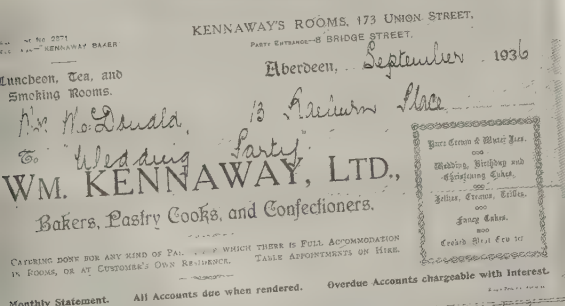 KENNAWAY'S ROOMS, 173 UNION STREET,
PARTY ENTRANCE—8 BRIDGE STREET.
KENNAWAY BAKER
Luncheon, Tea, and
Smoking Rooms.
Aberdeen, September 1936
Mr McDonald,
13 Raeburn Place
To "Wedding Party".
WM. KENNAWAY, LTD.,
Bakers, Pastry Cooks, and Confectioners.
CATERING DONE FOR ANY KIND OF WHICH THERE IS FULL ACCOMMODATION
IN ROOMS, OR AT CUSTOMER'S OWN RESIDENCE. TABLE APPOINTMENTS ON HIRE.
Pure Cream & Water Ices.
Wedding, Birthday and
Christening Cakes.
Jellies, Creams, Trifles.
Fancy Cakes.
Cooked Meat
Monthly Statement. All Accounts due when rendered. Overdue Accounts chargeable with Interest.